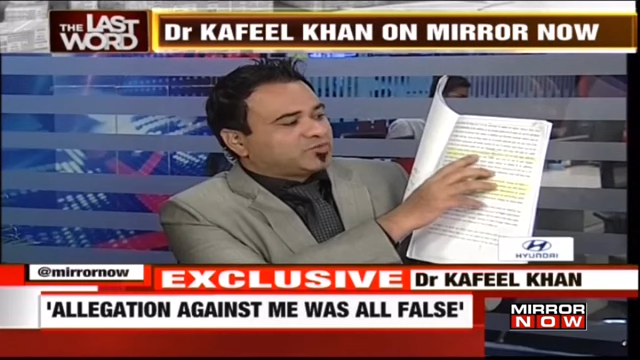 THE LAST WORD
Dr KAFEEL KHAN ON MIRROR NOW
HYUNDAI
@mirrornow
EXCLUSIVE
Dr KAFEEL KHAN
'ALLEGATION AGAINST ME WAS ALL FALSE'
MIRROR NOW